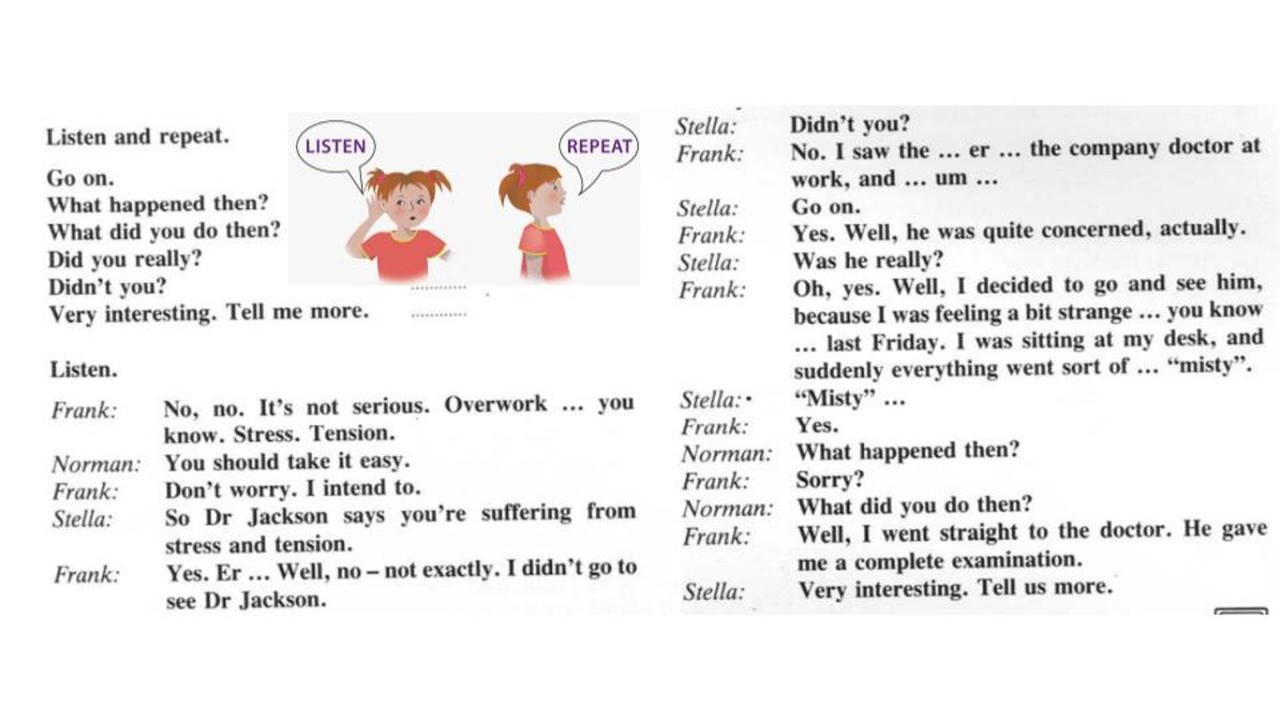 Listen and repeat.
LISTEN
REPEAT
Go on.
What happened then?
What did you do then?
Did you really?
Didn't you? ............
Very interesting. Tell me more. ............
Listen.
Frank: No, no. It's not serious. Overwork ... you
know. Stress. Tension.
Norman: You should take it easy.
Frank: Don't worry. I intend to.
Stella: So Dr Jackson says you're suffering from
stress and tension.
Frank: Yes. Er ... Well, no – not exactly. I didn't go to
see Dr Jackson.
Stella: Didn't you?
Frank: No. I saw the ... er ... the company doctor at
work, and ... um ...
Stella: Go on.
Frank: Yes. Well, he was quite concerned, actually.
Stella: Was he really?
Frank: Oh, yes. Well, I decided to go and see him,
because I was feeling a bit strange ... you know
... last Friday. I was sitting at my desk, and
suddenly everything went sort of ... "misty".
Stella: "Misty" ...
Frank: Yes.
Norman: What happened then?
Frank: Sorry?
Norman: What did you do then?
Frank: Well, I went straight to the doctor. He gave
me a complete examination.
Stella: Very interesting. Tell us more.